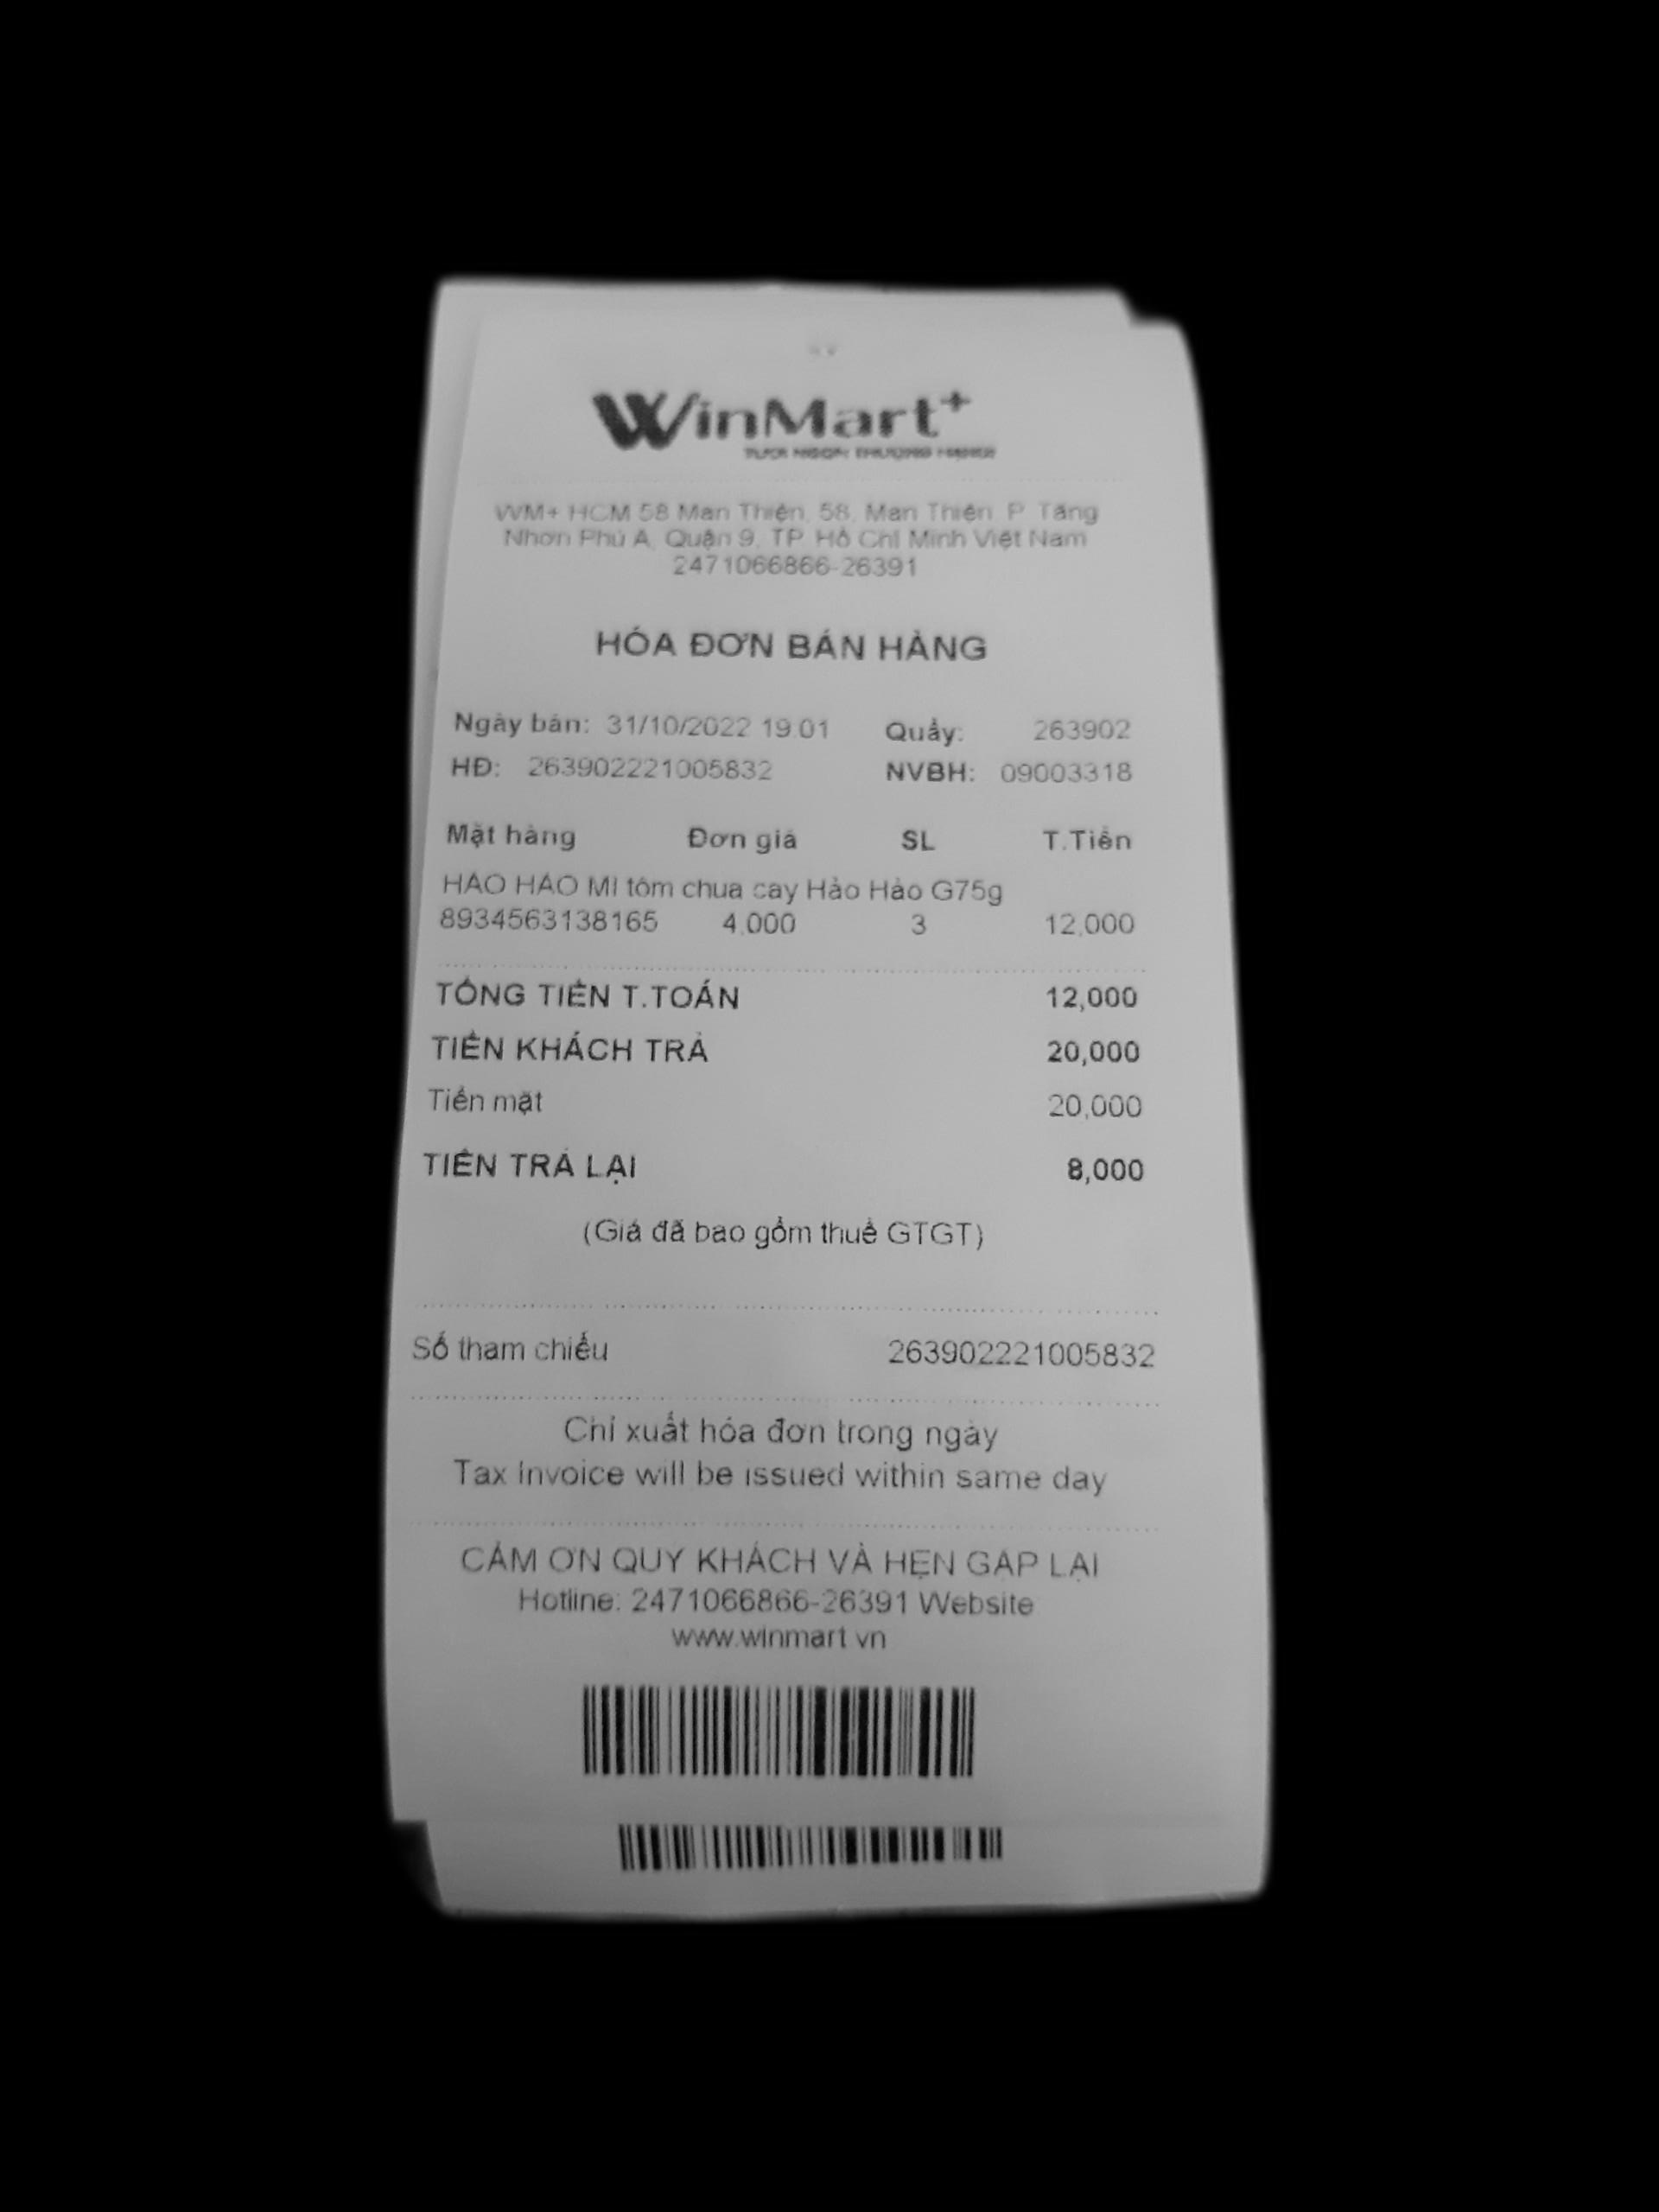 WinMart+
WM+ HCM 58 Man Thiện, 58, Man Thiện, P. Tăng
Nhơn Phú A, Quận 9, TP. Hồ Chí Minh Việt Nam
2471066866-26391
HÓA ĐƠN BÁN HÀNG
Ngày bán: 31/10/2022 19:01 Quầy: 263902
HĐ: 263902221005832 NVBH: 09003318
Mặt hàng Đơn giá SL T.Tiền
HẢO HẢO Mì tôm chua cay Hảo Hảo G75g
8934563138165 4,000 3 12,000
TỔNG TIỀN T.TOÁN 12,000
TIỀN KHÁCH TRẢ 20,000
Tiền mặt 20,000
TIỀN TRẢ LẠI 8,000
(Giá đã bao gồm thuế GTGT)
Số tham chiếu 263902221005832
Chỉ xuất hóa đơn trong ngày
Tax invoice will be issued within same day
CẢM ƠN QUÝ KHÁCH VÀ HẸN GẶP LẠI
Hotline: 2471066866-26391 Website
www.winmart.vn